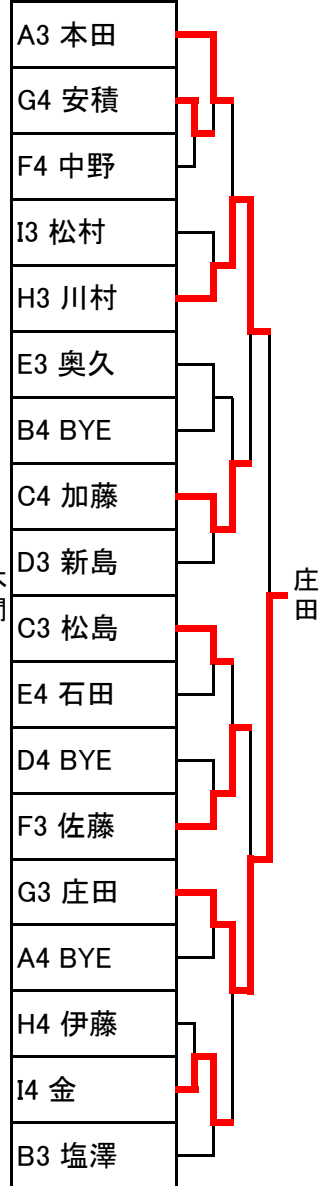 A3 本田
G4 安積
F4 中野
I3 松村
H3 川村
E3 奥久
B4 BYE
C4 加藤
D3 新島
C3 松島
E4 石田
D4 BYE
F3 佐藤
G3 庄田
A4 BYE
H4 伊藤
I4 金
B3 塩澤
庄田